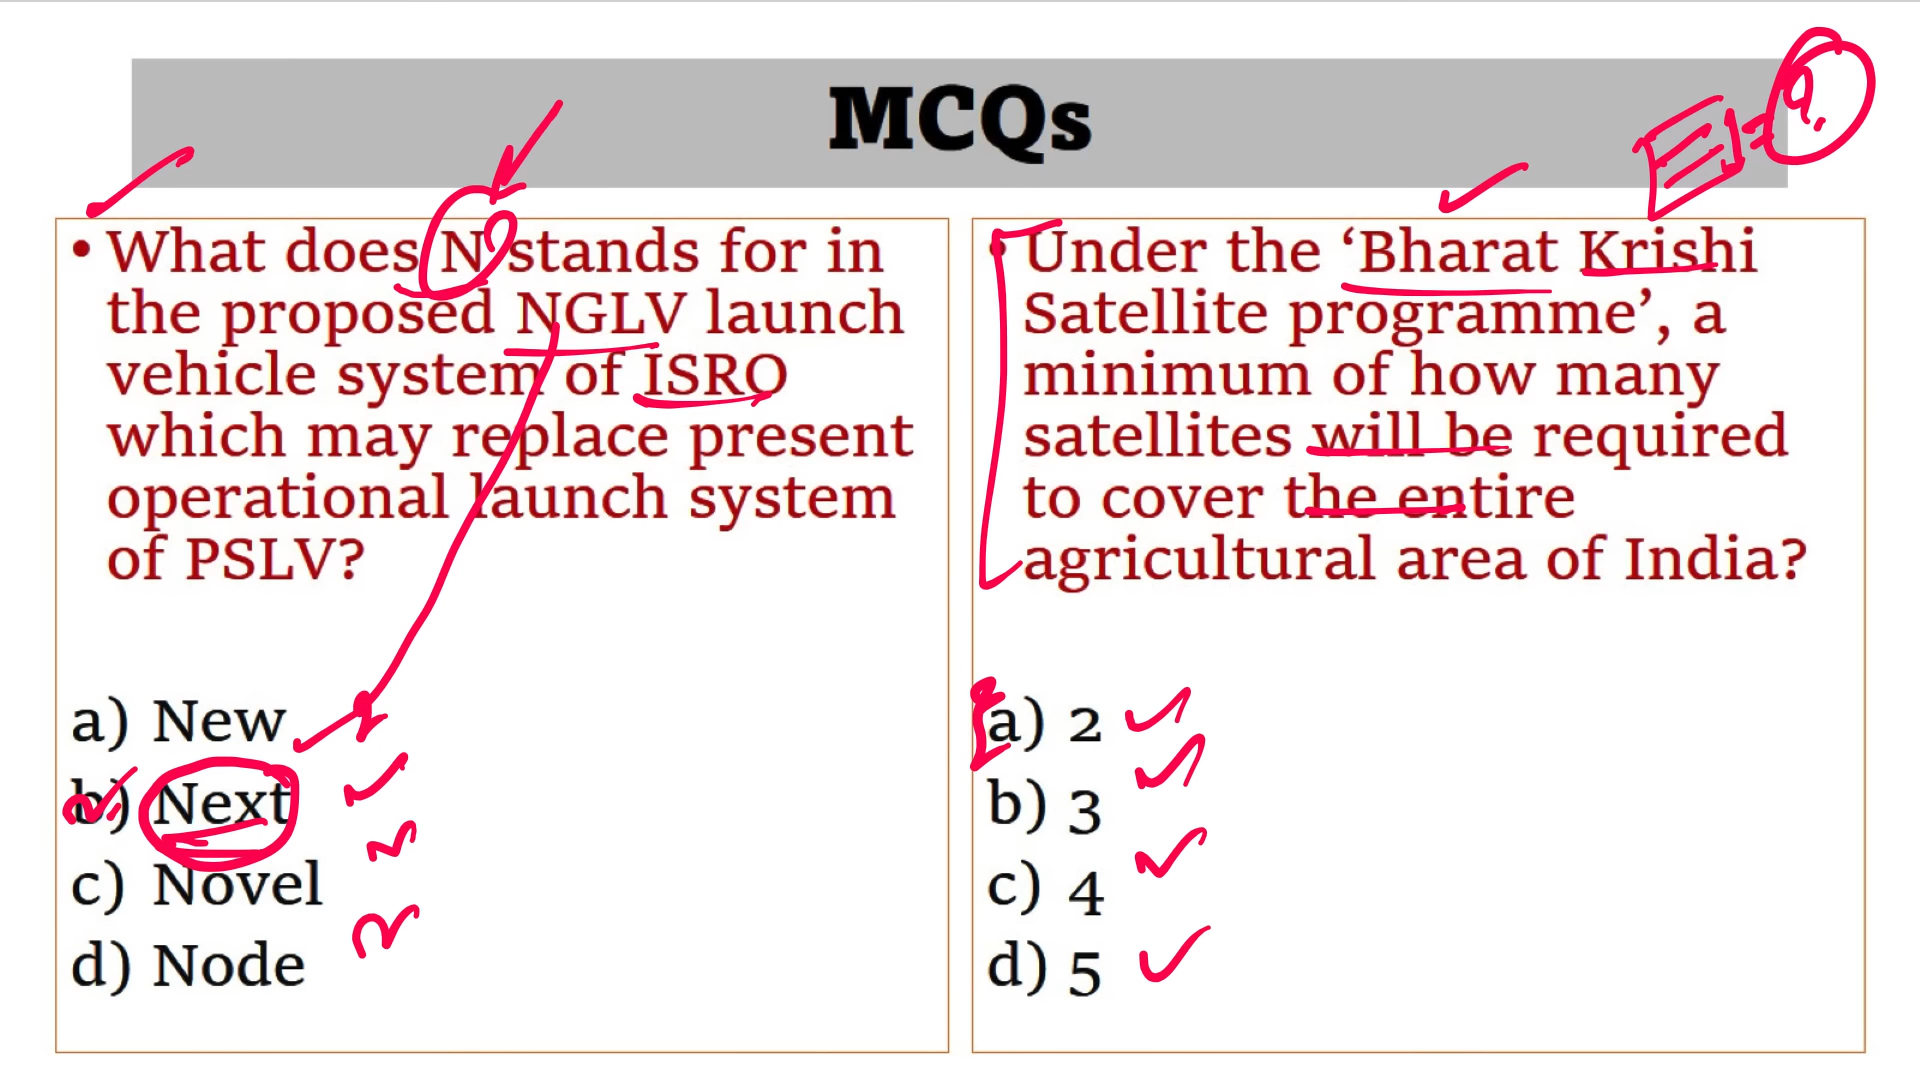 MCQs
• What does N stands for in
the proposed NGLV launch
vehicle system of ISRO
which may replace present
operational launch system
of PSLV?
a) New
b) Next
c) Novel
d) Node
• Under the ‘Bharat Krishi
Satellite programme’, a
minimum of how many
satellites will be required
to cover the entire
agricultural area of India?
a) 2
b) 3
c) 4
d) 5